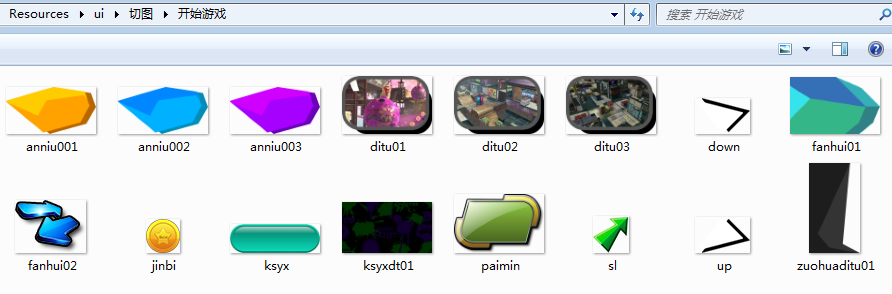 Resources ▸ ui ▸ 切图 ▸ 开始游戏
搜索 开始游戏
anniu001 anniu002 anniu003 ditu01 ditu02 ditu03 down fanhui01
fanhui02 jinbi ksyx ksyxdt01 paimin sl up zuohuaditu01